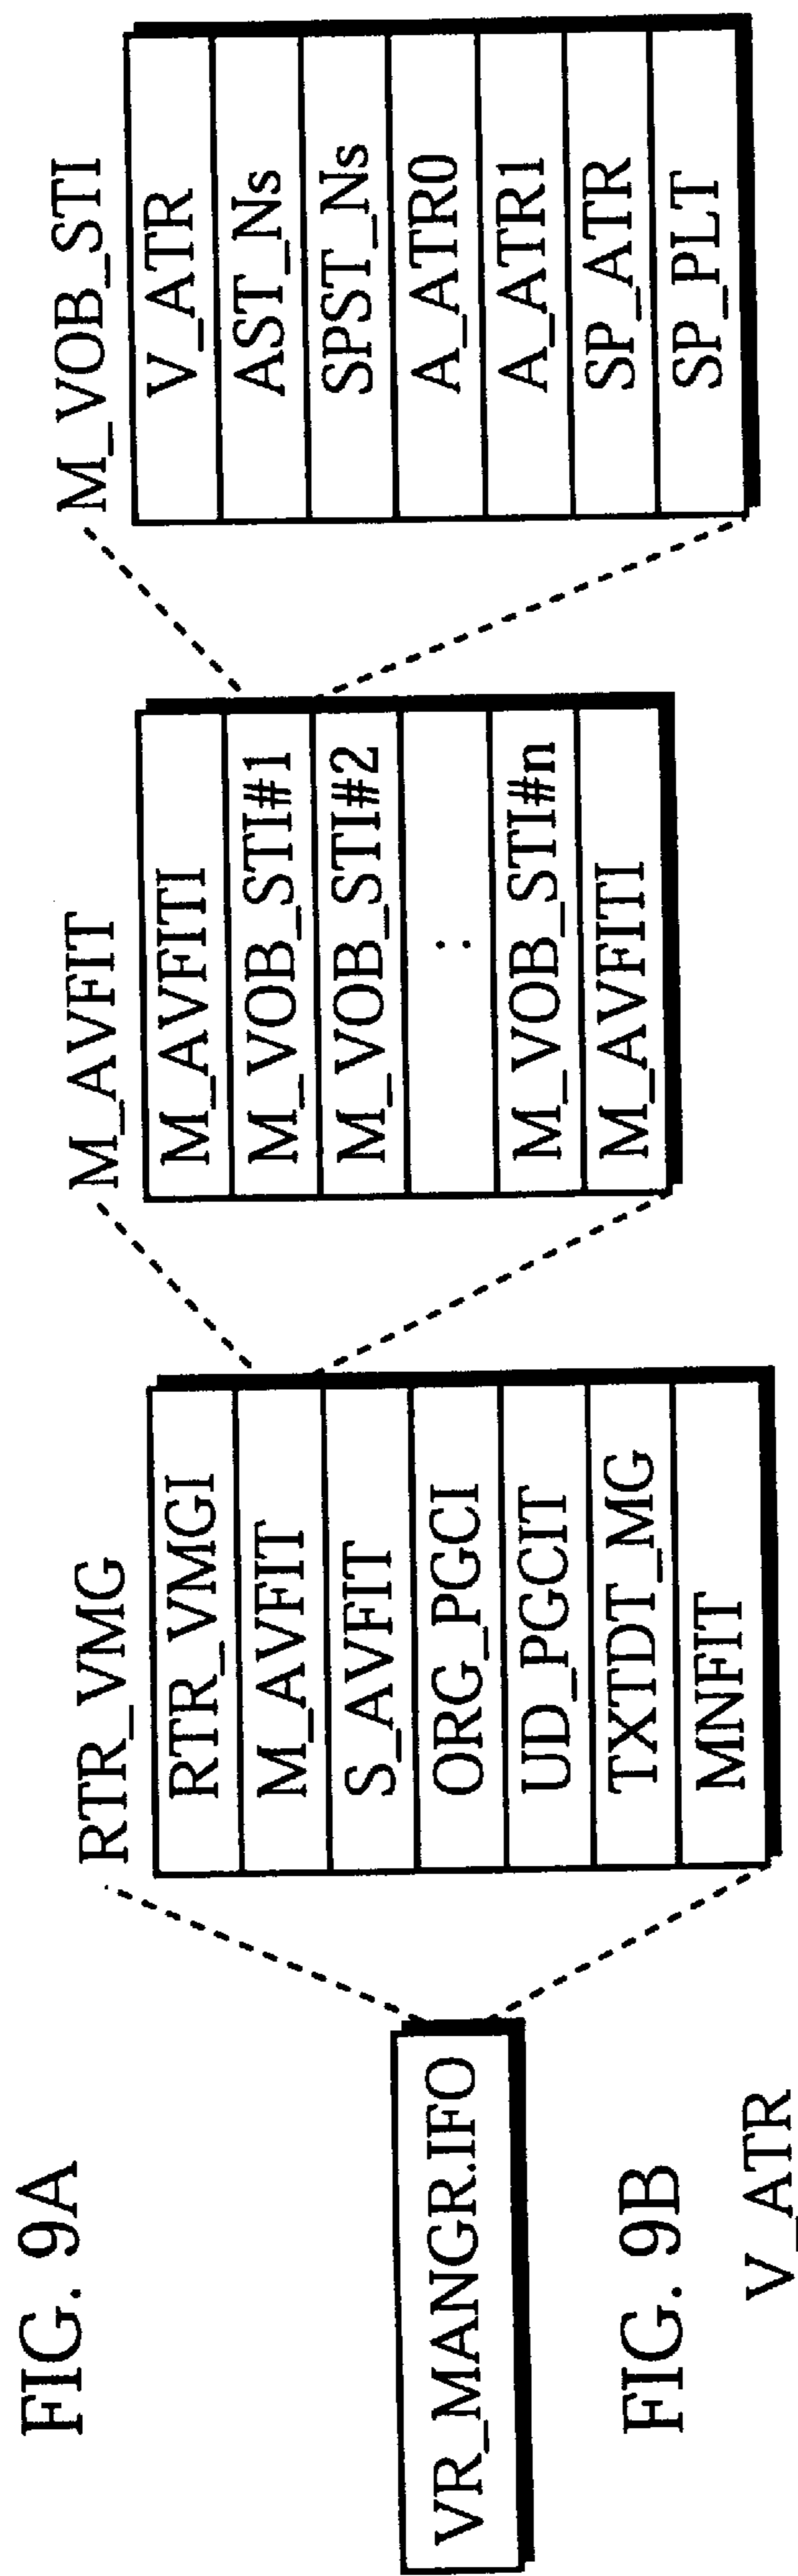 FIG. 9A
VR_MANGR.IFO
RTR_VMG
RTR_VMGI
M_AVFIT
S_AVFIT
ORG_PGCI
UD_PGCIT
TXTDT_MG
MNFIT
M_AVFIT
M_AVFITI
M_VOB_STI#1
M_VOB_STI#2
:
M_VOB_STI#n
M_AVFITI
M_VOB_STI
V_ATR
AST_Ns
SPST_Ns
A_ATR0
A_ATR1
SP_ATR
SP_PLT
FIG. 9B
V_ATR